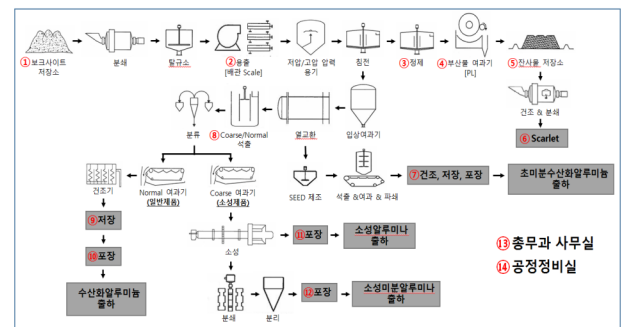 ①보크사이트
저장소
분쇄
탈규소
②용출
[배관 Scale]
저압/고압 압력
용기
침전
③정제
④부산물 여과기
[PL]
⑤잔사물 저장소
건조 & 분쇄
⑥Scarlet
분류
⑧Coarse/Normal
석출
열교환
입상여과기
건조기
Normal 여과기
(일반제품)
Coarse 여과기
(소성제품)
SEED 제조
석출 &여과 & 파쇄
⑦건조, 저장, 포장
초미분수산화알루미늄
출하
⑨저장
⑩포장
수산화알루미늄
출하
소성
⑪포장
소성알루미나
출하
분쇄
분리
⑫포장
소성미분알루미나
출하
⑬총무과 사무실
⑭공정정비실